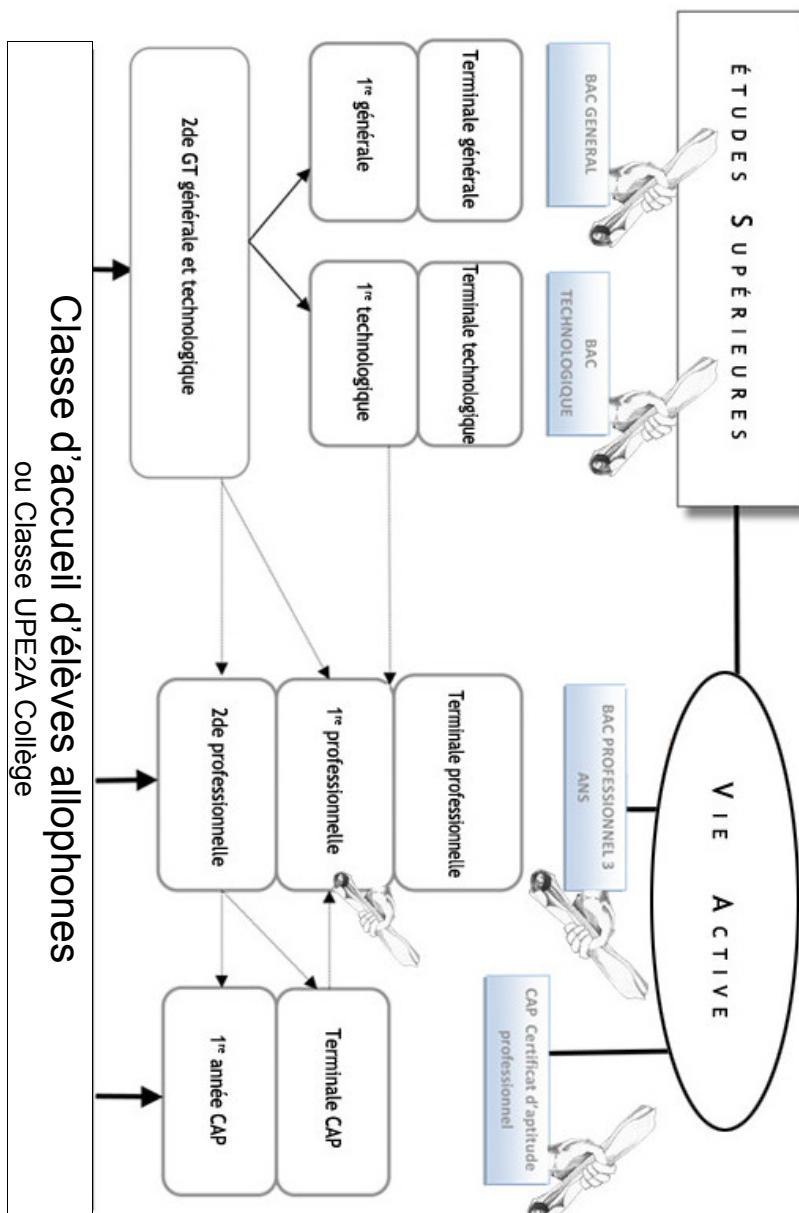 ÉTUDES SUPÉRIEURES
VIE ACTIVE
BAC GENERAL
BAC
TECHNOLOGIQUE
BAC PROFESSIONNEL 3
ANS
CAP Certificat d'aptitude
professionnel
Terminale générale
Terminale technologique
Terminale professionnelle
Terminale CAP
1re générale
1re technologique
1re professionnelle
1re année CAP
2de GT générale et technologique
2de professionnelle
Classe d'accueil d'élèves allophones
ou Classe UPE2A Collège